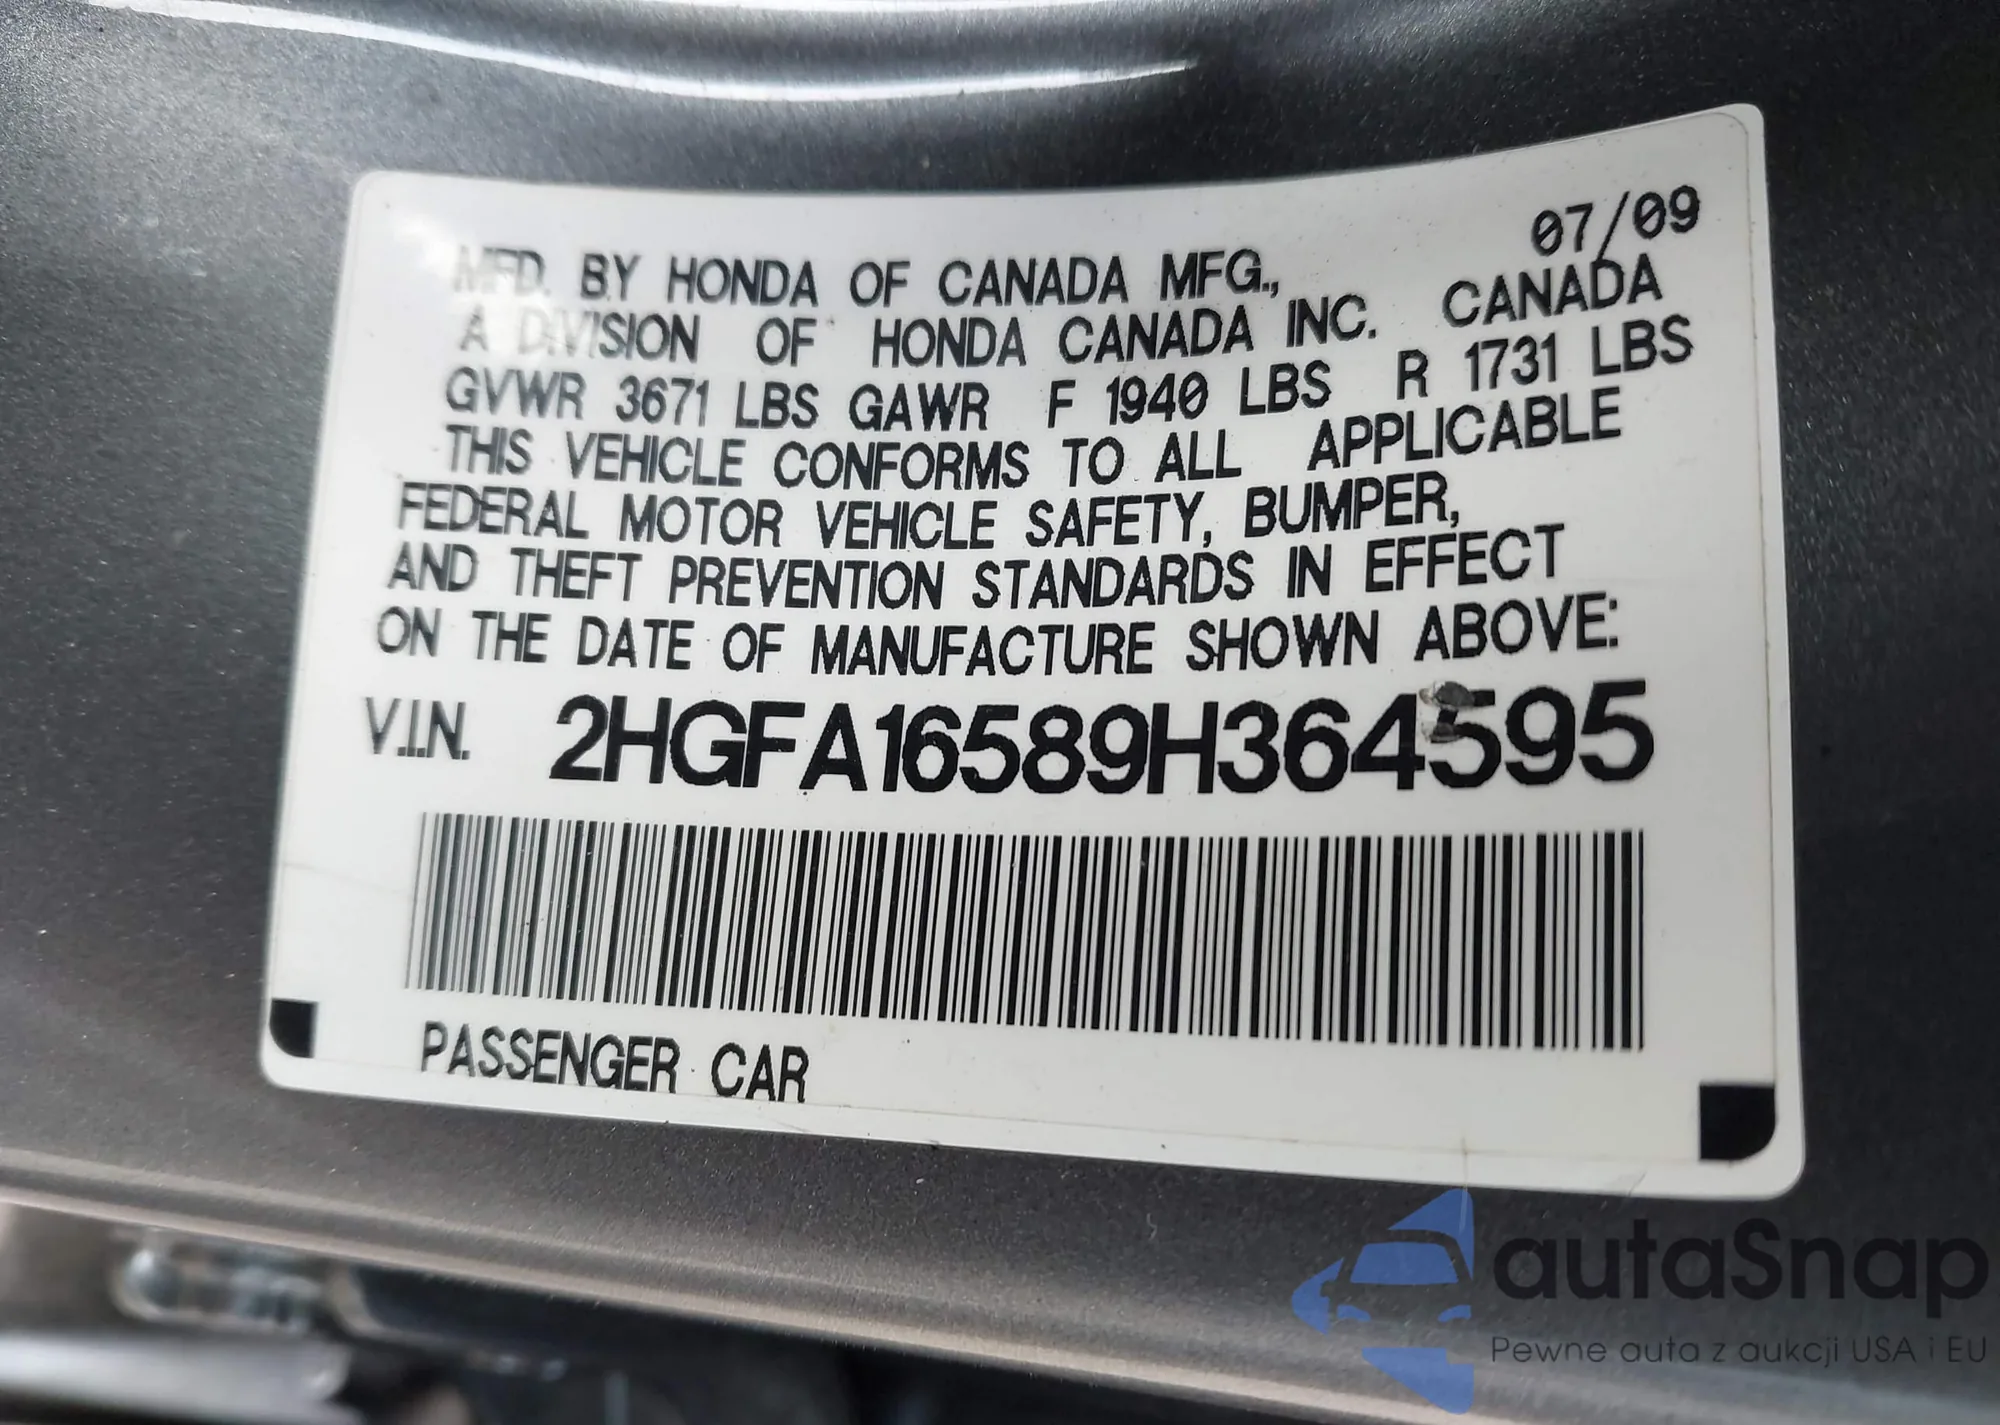 07/09
MFD. BY HONDA OF CANADA MFG.,
A DIVISION OF HONDA CANADA INC. CANADA
GVWR 3671 LBS GAWR F 1940 LBS R 1731 LBS
THIS VEHICLE CONFORMS TO ALL APPLICABLE
FEDERAL MOTOR VEHICLE SAFETY, BUMPER,
AND THEFT PREVENTION STANDARDS IN EFFECT
ON THE DATE OF MANUFACTURE SHOWN ABOVE:
V.I.N. 2HGFA16589H364595
PASSENGER CAR
autaSnap
Pewne auta z aukcji USA i EU